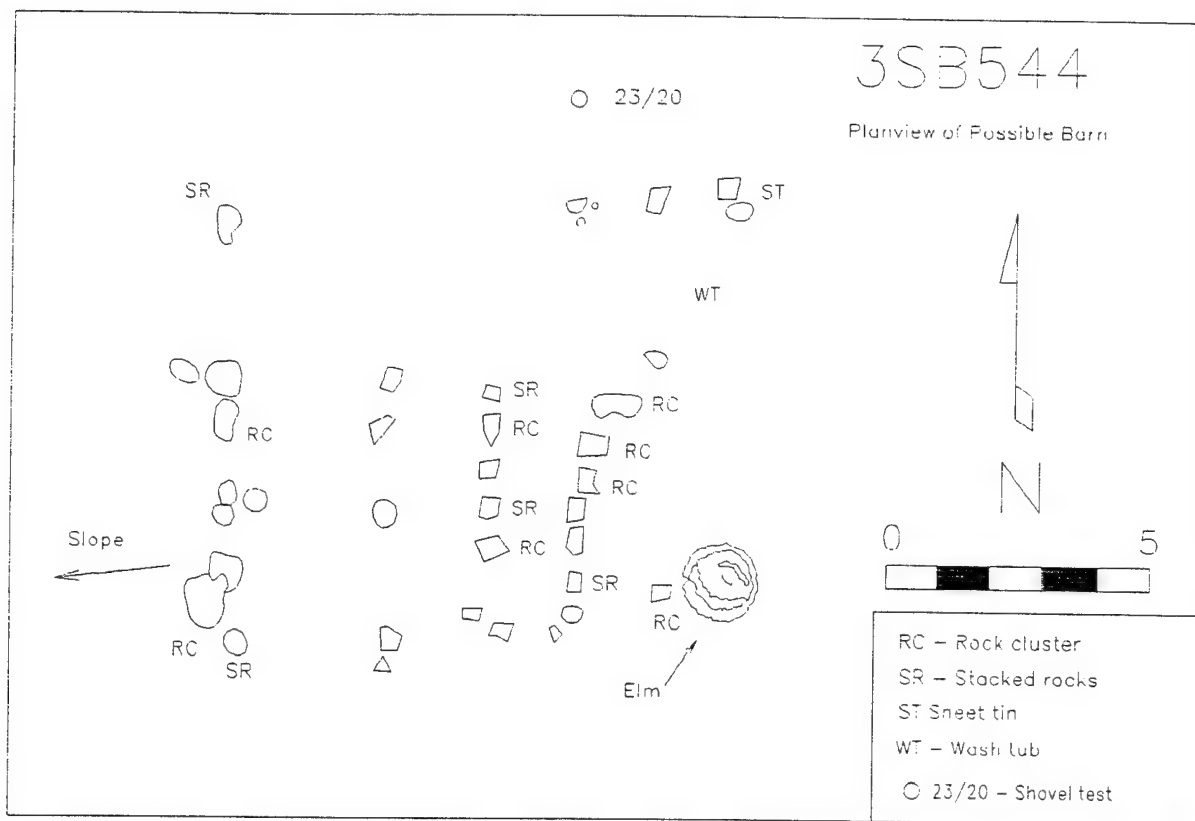 3SB544
Planview of Possible Barn
23/20
SR
ST
WT
SR
RC
RC
RC
RC
RC
SR
RC
Slope
SR
RC
RC
SR
Elm
N
0 5
RC – Rock cluster
SR – Stacked rocks
ST Sheet tin
WT – Wash tub
23/20 – Shovel test